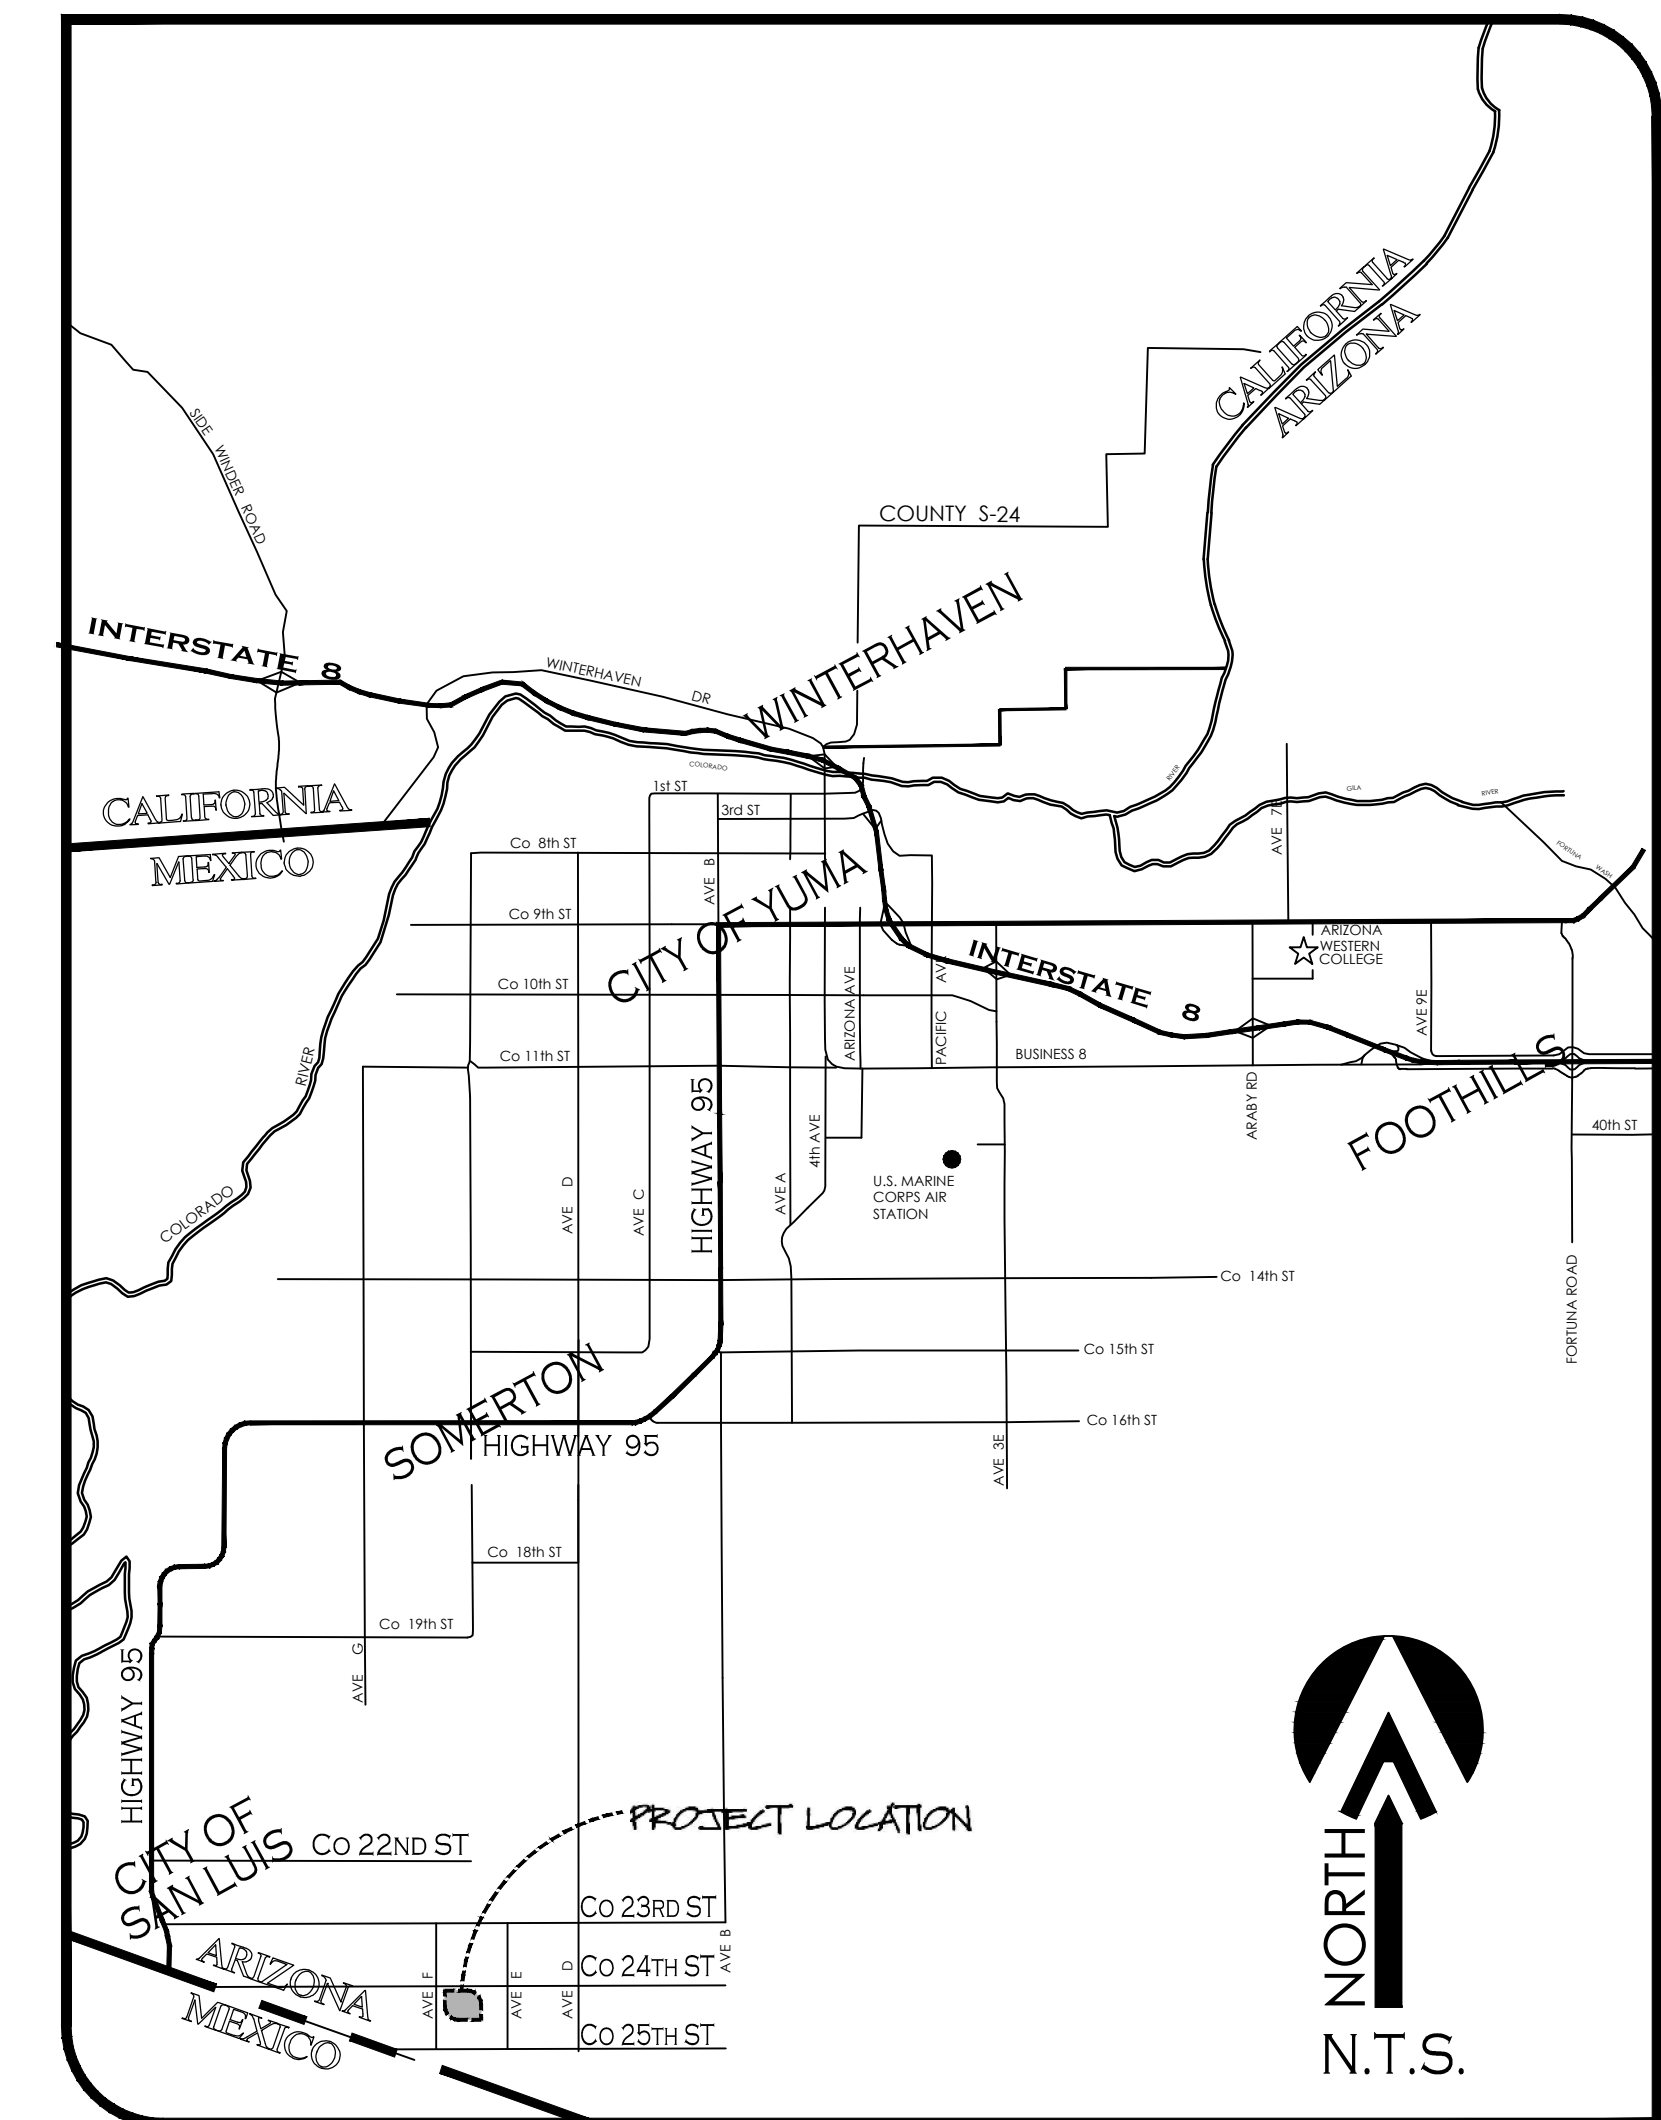 CALIFORNIA
ARIZONA
SIDE WINDER ROAD
COUNTY S-24
INTERSTATE 8
WINTERHAVEN DR
WINTERHAVEN
COLORADO
RIVER
1st ST
3rd ST
GILA RIVER
CALIFORNIA
MEXICO
Co 8th ST
AVE B
AVE 7E
FORTUNA WASH
CITY OF YUMA
Co 9th ST
ARIZONA
WESTERN
COLLEGE
INTERSTATE 8
Co 10th ST
ARIZONA AVE
PACIFIC AVE
AVE 9E
Co 11th ST
BUSINESS 8
RIVER
COLORADO
HIGHWAY 95
ARABY RD
FOOTHILLS
40th ST
4th AVE
AVE D
AVE C
AVE A
U.S. MARINE
CORPS AIR
STATION
Co 14th ST
FORTUNA ROAD
Co 15th ST
SOMERTON
Co 16th ST
HIGHWAY 95
AVE 3E
Co 18th ST
Co 19th ST
AVE G
HIGHWAY 95
PROJECT LOCATION
CITY OF
SAN LUIS
CO 22ND ST
CO 23RD ST
AVE B
ARIZONA
MEXICO
AVE F
AVE E
AVE D
CO 24TH ST
CO 25TH ST
NORTH
N.T.S.